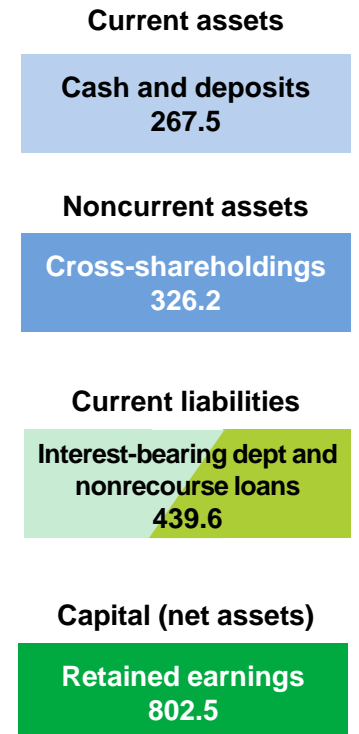 Current assets
Cash and deposits
267.5
Noncurrent assets
Cross-shareholdings
326.2
Current liabilities
Interest-bearing dept and
nonrecourse loans
439.6
Capital (net assets)
Retained earnings
802.5